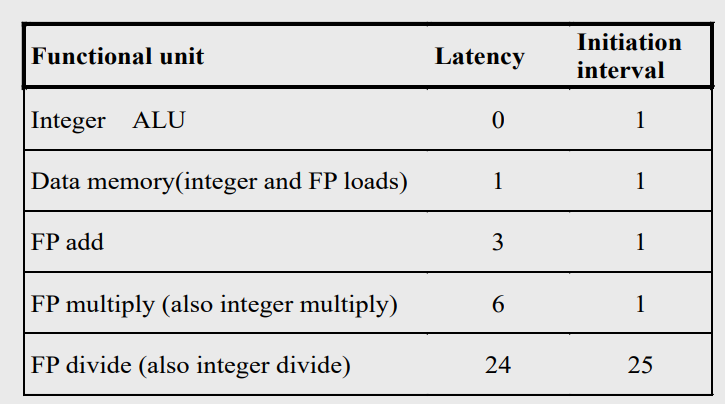 Functional unit Latency Initiation interval
Integer ALU 0 1
Data memory(integer and FP loads) 1 1
FP add 3 1
FP multiply (also integer multiply) 6 1
FP divide (also integer divide) 24 25